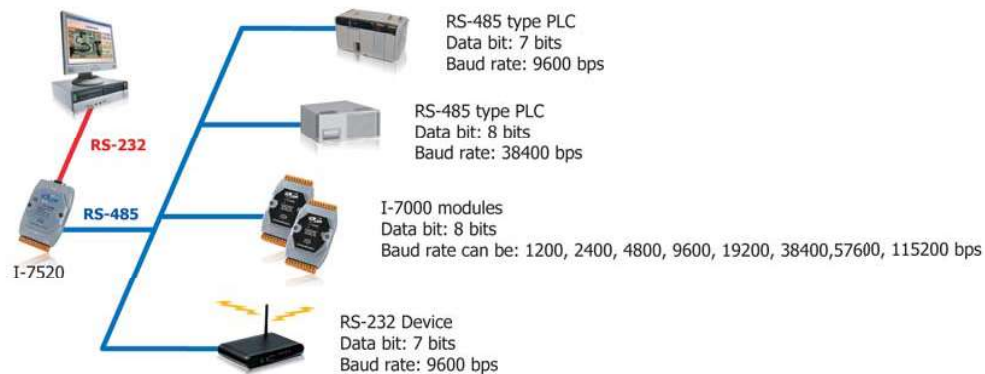 RS-485 type PLC
Data bit: 7 bits
Baud rate: 9600 bps
RS-485 type PLC
Data bit: 8 bits
Baud rate: 38400 bps
RS-232
RS-485
I-7520
I-7000 modules
Data bit: 8 bits
Baud rate can be: 1200, 2400, 4800, 9600, 19200, 38400,57600, 115200 bps
RS-232 Device
Data bit: 7 bits
Baud rate: 9600 bps